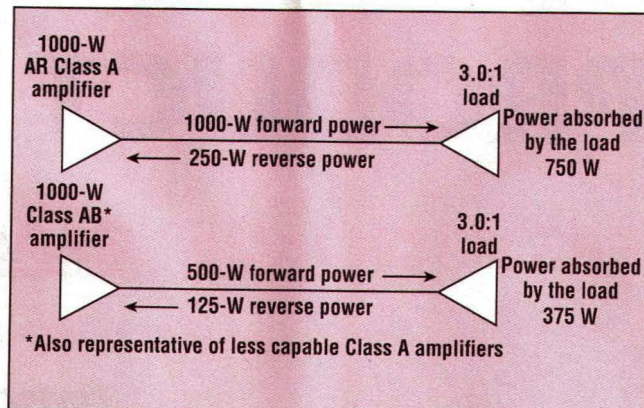 1000-W
AR Class A
amplifier
3.0:1
load
1000-W forward power
250-W reverse power
Power absorbed
by the load
750 W
1000-W
Class AB*
amplifier
3.0:1
load
500-W forward power
125-W reverse power
Power absorbed
by the load
375 W
*Also representative of less capable Class A amplifiers